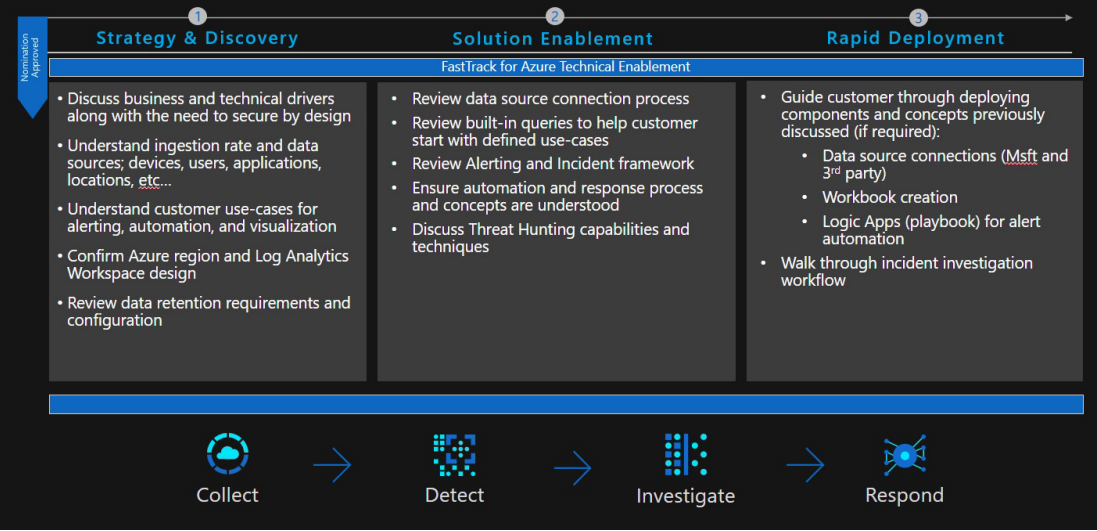 1
2
3
Nomination
Approved
Strategy & Discovery
Solution Enablement
Rapid Deployment
FastTrack for Azure Technical Enablement
• Discuss business and technical drivers
along with the need to secure by design
• Understand ingestion rate and data
sources; devices, users, applications,
locations, etc...
• Understand customer use-cases for
alerting, automation, and visualization
• Confirm Azure region and Log Analytics
Workspace design
• Review data retention requirements and
configuration
• Review data source connection process
• Review built-in queries to help customer
start with defined use-cases
• Review Alerting and Incident framework
• Ensure automation and response process
and concepts are understood
• Discuss Threat Hunting capabilities and
techniques
• Guide customer through deploying
components and concepts previously
discussed (if required):
• Data source connections (Msft and
3rd party)
• Workbook creation
• Logic Apps (playbook) for alert
automation
• Walk through incident investigation
workflow
Collect
Detect
Investigate
Respond